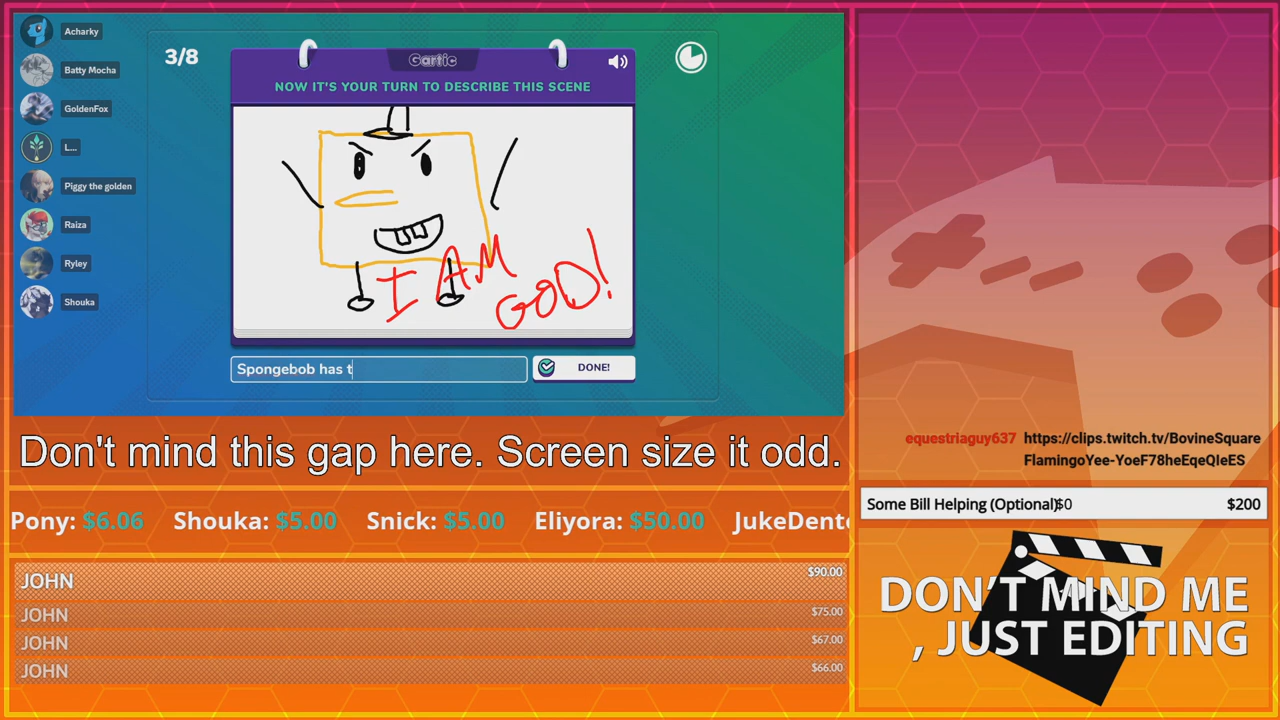 Acharky
Batty Mocha
GoldenFox
L...
Piggy the golden
Raiza
Ryley
Shouka
3/8
Gartic
NOW IT'S YOUR TURN TO DESCRIBE THIS SCENE
I AM
GOD!
Spongebob has t
DONE!
Don't mind this gap here. Screen size it odd.
Pony: $6.06 Shouka: $5.00 Snick: $5.00 Eliyora: $50.00 JukeDent
JOHN $90.00
JOHN $75.00
JOHN $67.00
JOHN $66.00
equestriaguy637 https://clips.twitch.tv/BovineSquare
FlamingoYee-YoeF78heEqeQIeES
Some Bill Helping (Optional) $0 $200
DON'T MIND ME
, JUST EDITING